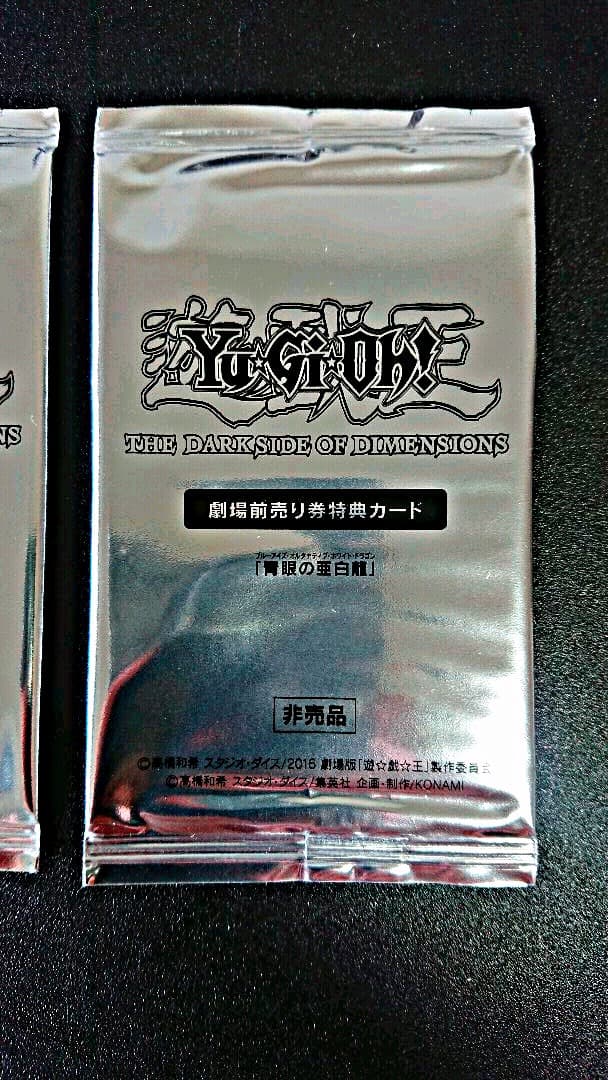 遊戯王
Yu☆Gi☆Oh!
THE DARKSIDE OF DIMENSIONS
NS
劇場前売り券特典カード
ブルーアイズ・オルタナティブ・ホワイト・ドラゴン
「青眼の亜白龍」
非売品
©高橋和希 スタジオ・ダイス/2016 劇場版「遊☆戯☆王」製作委員会
©高橋和希 スタジオ・ダイス/集英社 企画・制作/KONAMI